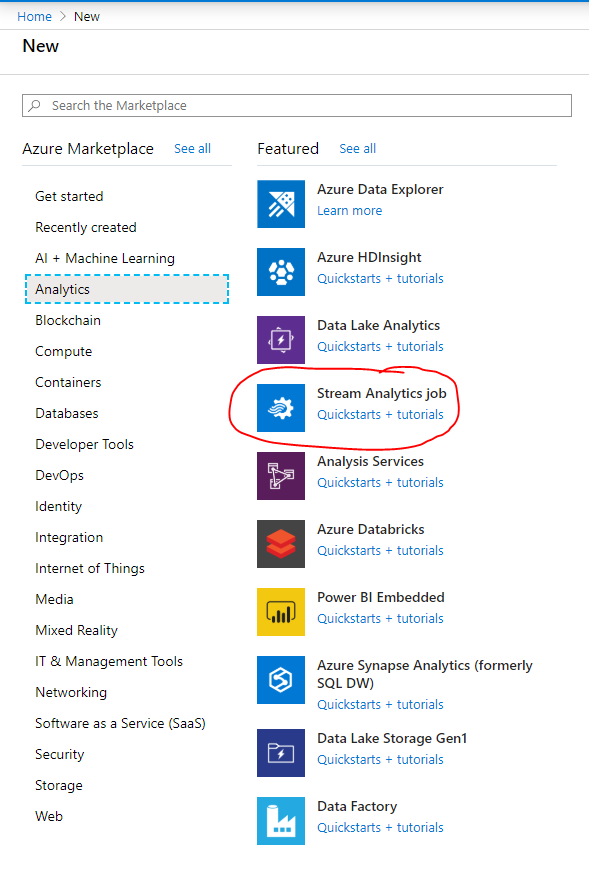 Home > New
New
Search the Marketplace
Azure Marketplace See all
Get started
Recently created
AI + Machine Learning
Analytics
Blockchain
Compute
Containers
Databases
Developer Tools
DevOps
Identity
Integration
Internet of Things
Media
Mixed Reality
IT & Management Tools
Networking
Software as a Service (SaaS)
Security
Storage
Web
Featured See all
Azure Data Explorer
Learn more
Azure HDInsight
Quickstarts + tutorials
Data Lake Analytics
Quickstarts + tutorials
Stream Analytics job
Quickstarts + tutorials
Analysis Services
Quickstarts + tutorials
Azure Databricks
Quickstarts + tutorials
Power BI Embedded
Quickstarts + tutorials
Azure Synapse Analytics (formerly
SQL DW)
Quickstarts + tutorials
Data Lake Storage Gen1
Quickstarts + tutorials
Data Factory
Quickstarts + tutorials